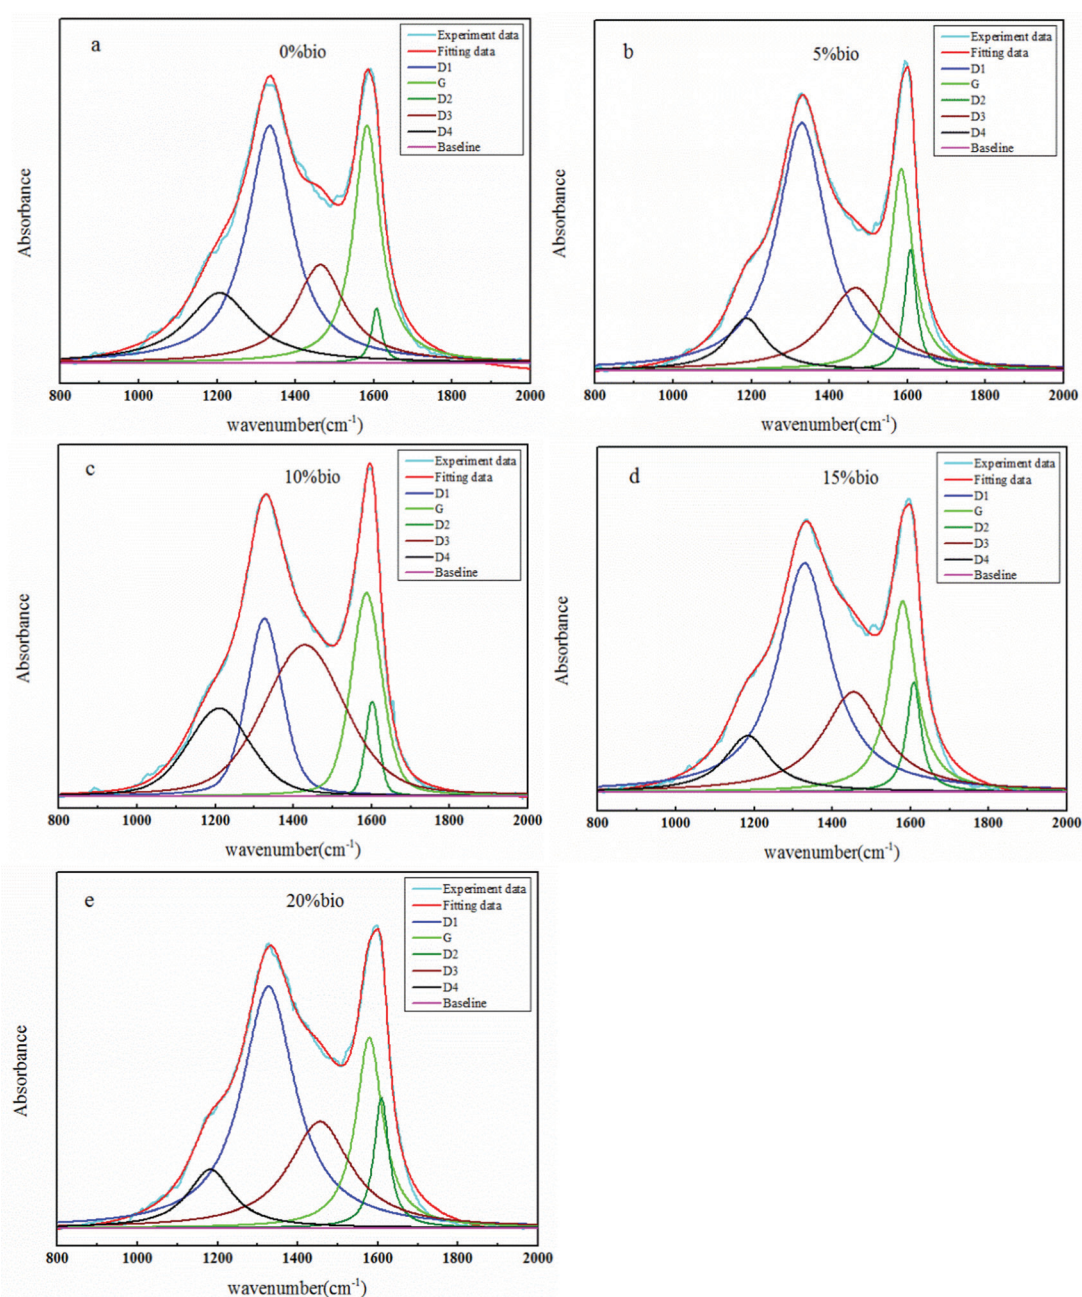 a
0%bio
Experiment data
Fitting data
D1
G
D2
D3
D4
Baseline
Absorbance
800 1000 1200 1400 1600 1800 2000
wavenumber(cm⁻¹)
b
5%bio
Experiment data
Fitting data
D1
G
D2
D3
D4
Baseline
Absorbance
800 1000 1200 1400 1600 1800 2000
wavenumber(cm⁻¹)
c
10%bio
Experiment data
Fitting data
D1
G
D2
D3
D4
Baseline
Absorbance
800 1000 1200 1400 1600 1800 2000
wavenumber(cm⁻¹)
d
15%bio
Experiment data
Fitting data
D1
G
D2
D3
D4
Baseline
Absorbance
800 1000 1200 1400 1600 1800 2000
wavenumber(cm⁻¹)
e
20%bio
Experiment data
Fitting data
D1
G
D2
D3
D4
Baseline
Absorbance
800 1000 1200 1400 1600 1800 2000
wavenumber(cm⁻¹)